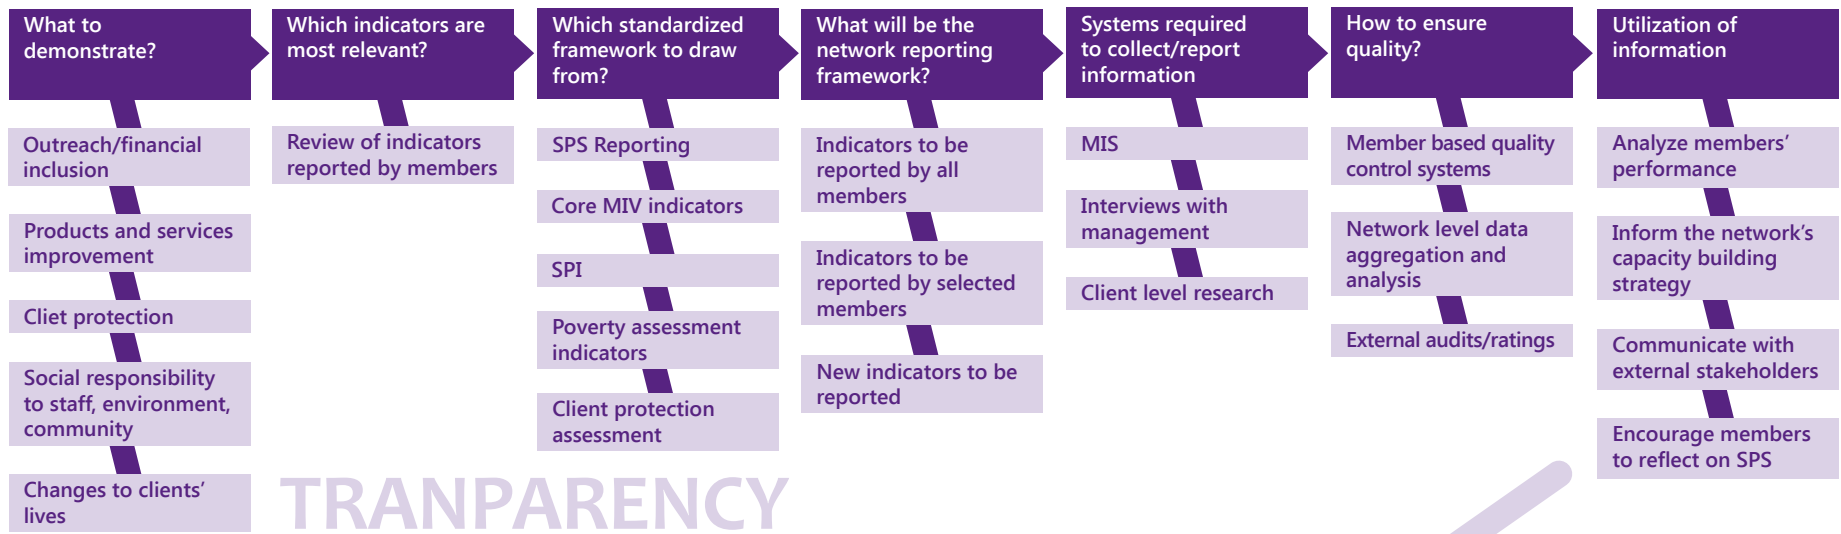 What to
demonstrate?
Outreach/financial
inclusion
Products and services
improvement
Cliet protection
Social responsibility
to staff, environment,
community
Changes to clients'
lives
Which indicators are
most relevant?
Review of indicators
reported by members
Which standardized
framework to draw
from?
SPS Reporting
Core MIV indicators
SPI
Poverty assessment
indicators
Client protection
assessment
What will be the
network reporting
framework?
Indicators to be
reported by all
members
Indicators to be
reported by selected
members
New indicators to be
reported
Systems required
to collect/report
information
MIS
Interviews with
management
Client level research
How to ensure
quality?
Member based quality
control systems
Network level data
aggregation and
analysis
External audits/ratings
Utilization of
information
Analyze members'
performance
Inform the network's
capacity building
strategy
Communicate with
external stakeholders
Encourage members
to reflect on SPS
TRANPARENCY